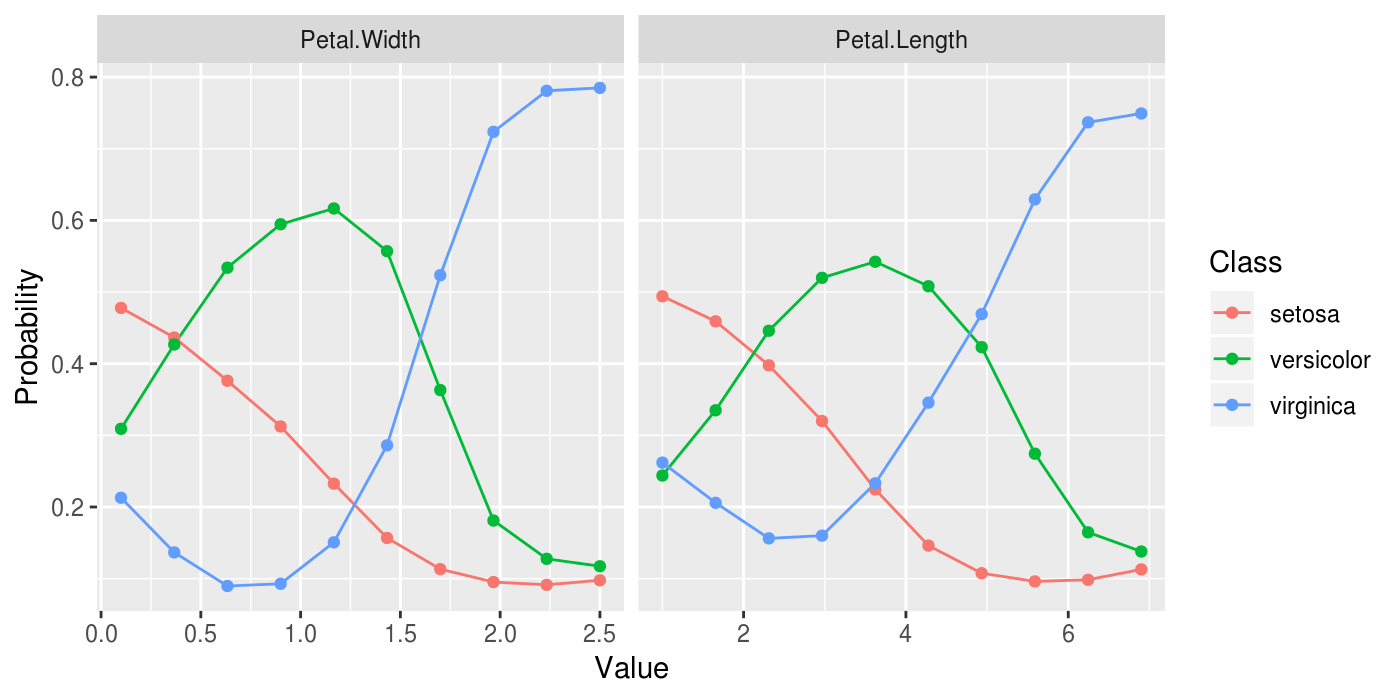 Petal.Width
Petal.Length
0.8
0.6
0.4
0.2
Probability
0.0 0.5 1.0 1.5 2.0 2.5
2 4 6
Value
Class
setosa
versicolor
virginica